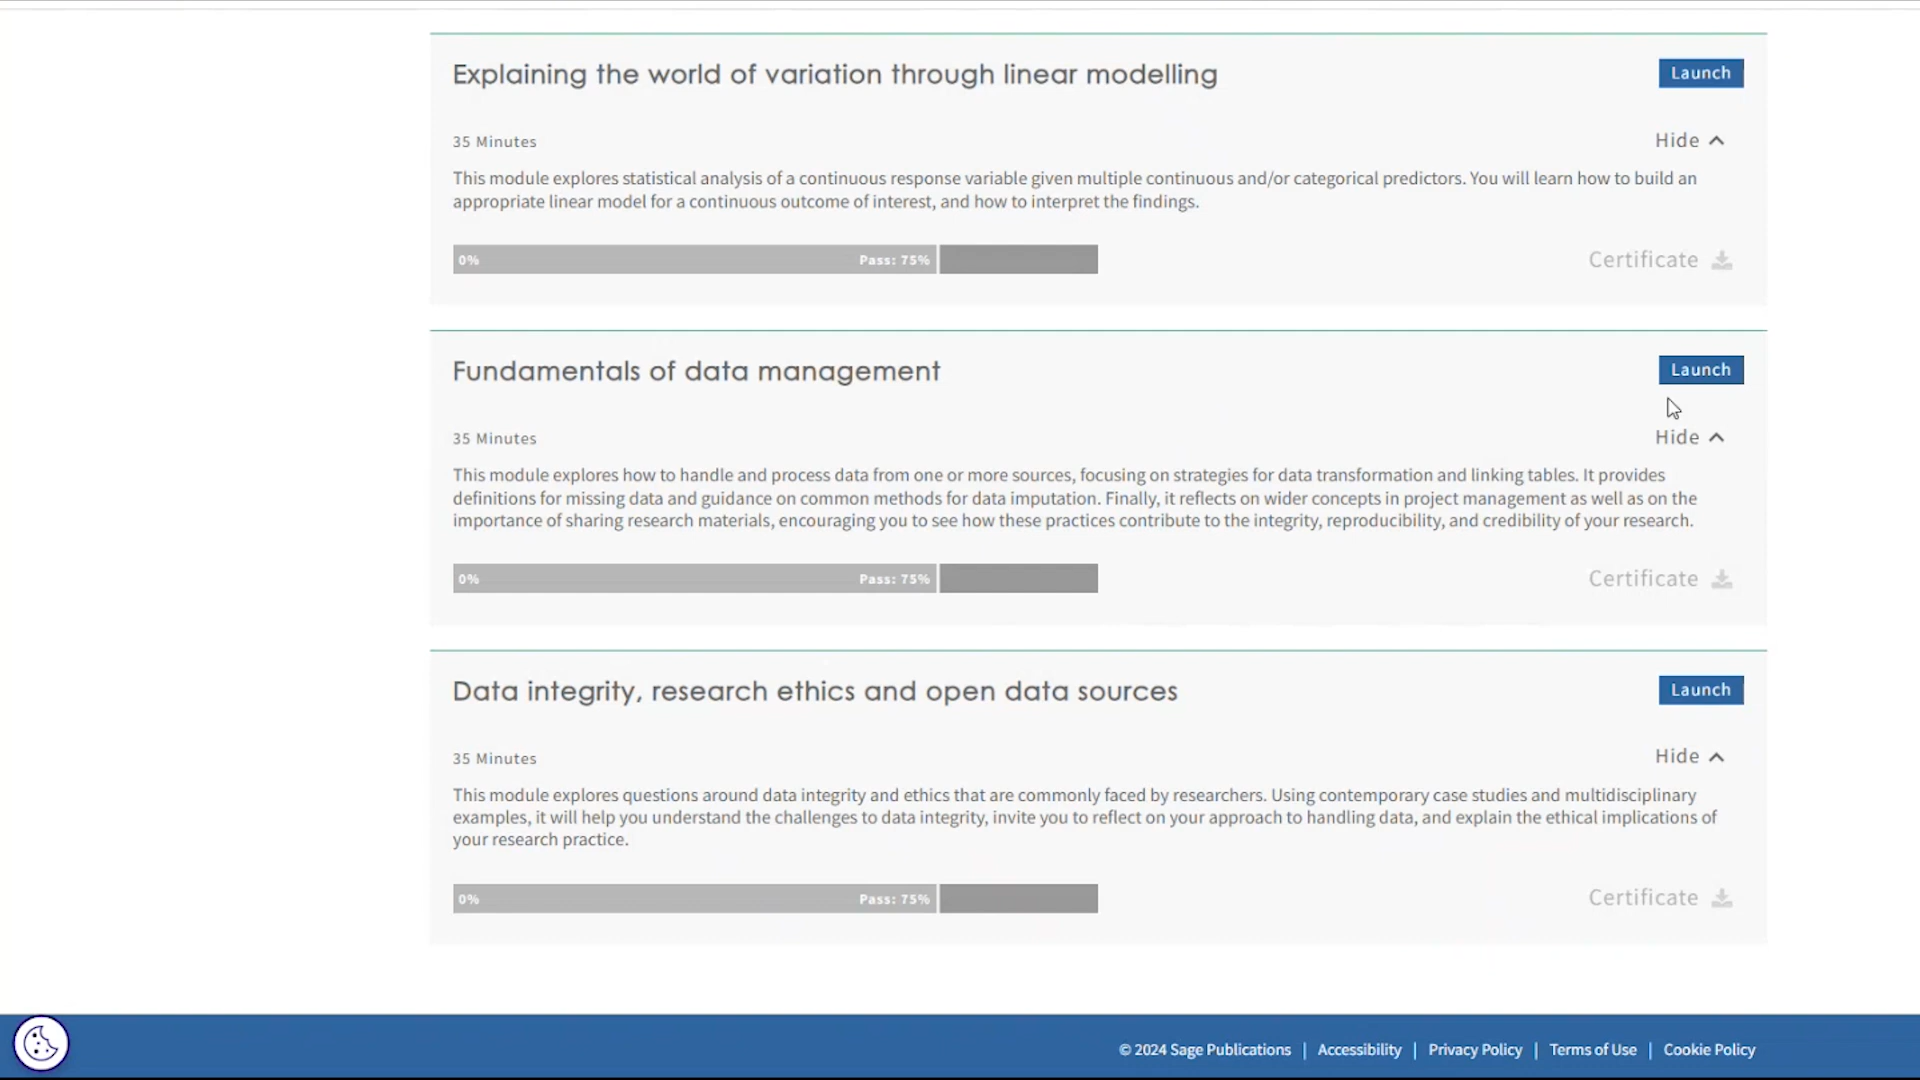 Explaining the world of variation through linear modelling
Launch
35 Minutes
Hide
This module explores statistical analysis of a continuous response variable given multiple continuous and/or categorical predictors. You will learn how to build an
appropriate linear model for a continuous outcome of interest, and how to interpret the findings.
0%
Pass: 75%
Certificate
Fundamentals of data management
Launch
35 Minutes
Hide
This module explores how to handle and process data from one or more sources, focusing on strategies for data transformation and linking tables. It provides
definitions for missing data and guidance on common methods for data imputation. Finally, it reflects on wider concepts in project management as well as on the
importance of sharing research materials, encouraging you to see how these practices contribute to the integrity, reproducibility, and credibility of your research.
0%
Pass: 75%
Certificate
Data integrity, research ethics and open data sources
Launch
35 Minutes
Hide
This module explores questions around data integrity and ethics that are commonly faced by researchers. Using contemporary case studies and multidisciplinary
examples, it will help you understand the challenges to data integrity, invite you to reflect on your approach to handling data, and explain the ethical implications of
your research practice.
0%
Pass: 75%
Certificate
© 2024 Sage Publications | Accessibility | Privacy Policy | Terms of Use | Cookie Policy